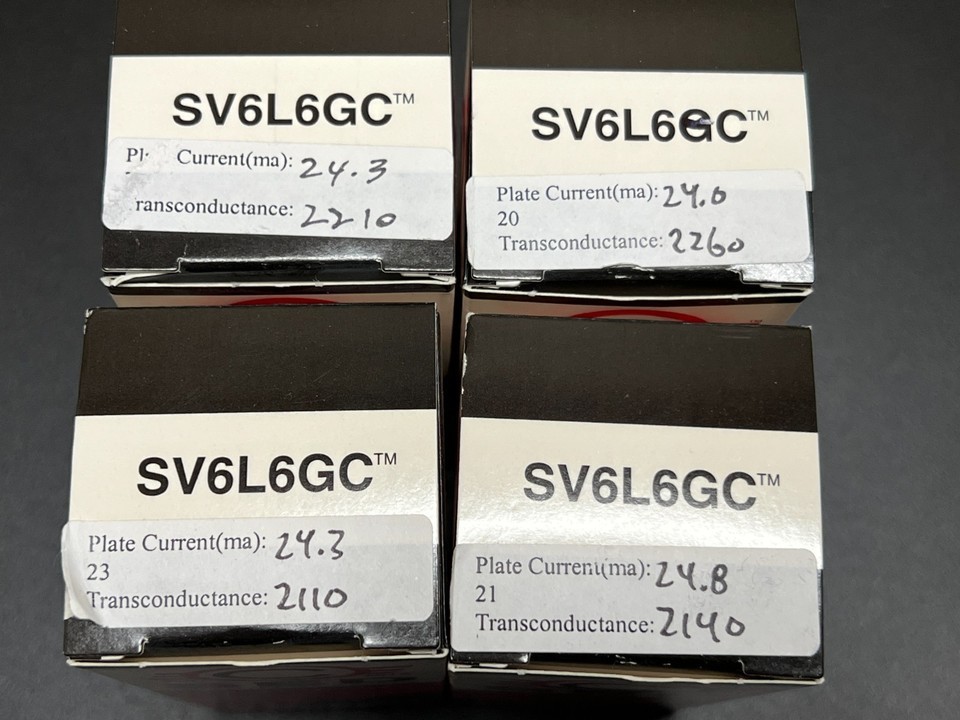 SV6L6GC™
Pl Current(ma): 24.3
ransconductance: 2210
SV6L6GC™
Plate Current(ma): 24.0
20
Transconductance: 2260
SV6L6GC™
Plate Current(ma): 24.3
23
Transconductance: 2110
SV6L6GC™
Plate Current(ma): 24.8
21
Transconductance: 2140